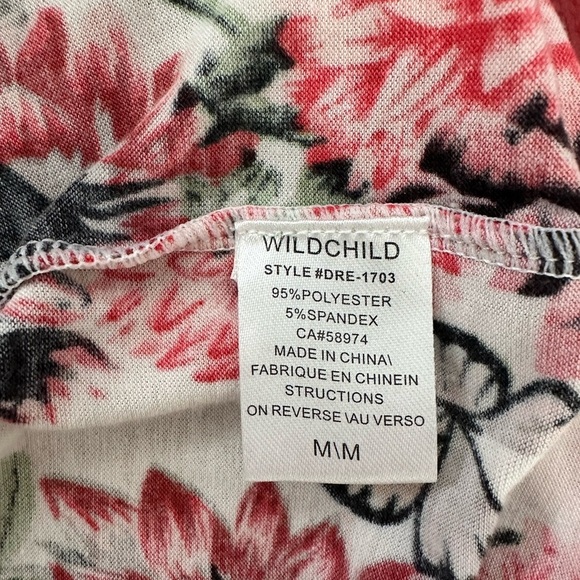 WILDCHILD
STYLE #DRE-1703
95%POLYESTER
5%SPANDEX
CA#58974
MADE IN CHINA\
FABRIQUE EN CHINEIN
STRUCTIONS
ON REVERSE \AU VERSO
M\M